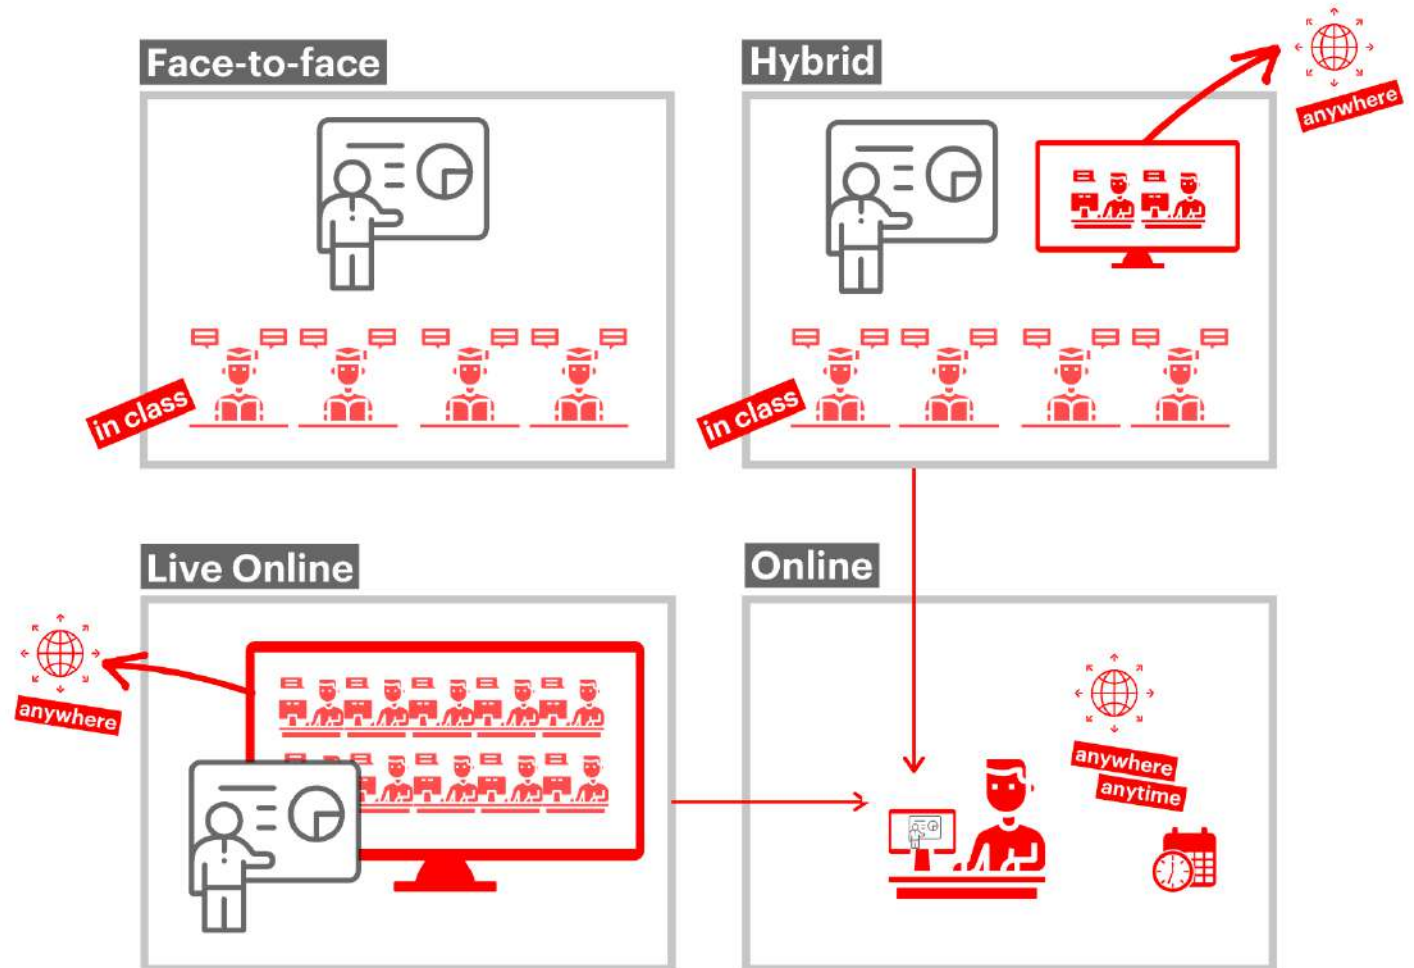 Face-to-face
in class
Hybrid
anywhere
in class
Live Online
anywhere
Online
anywhere
anytime